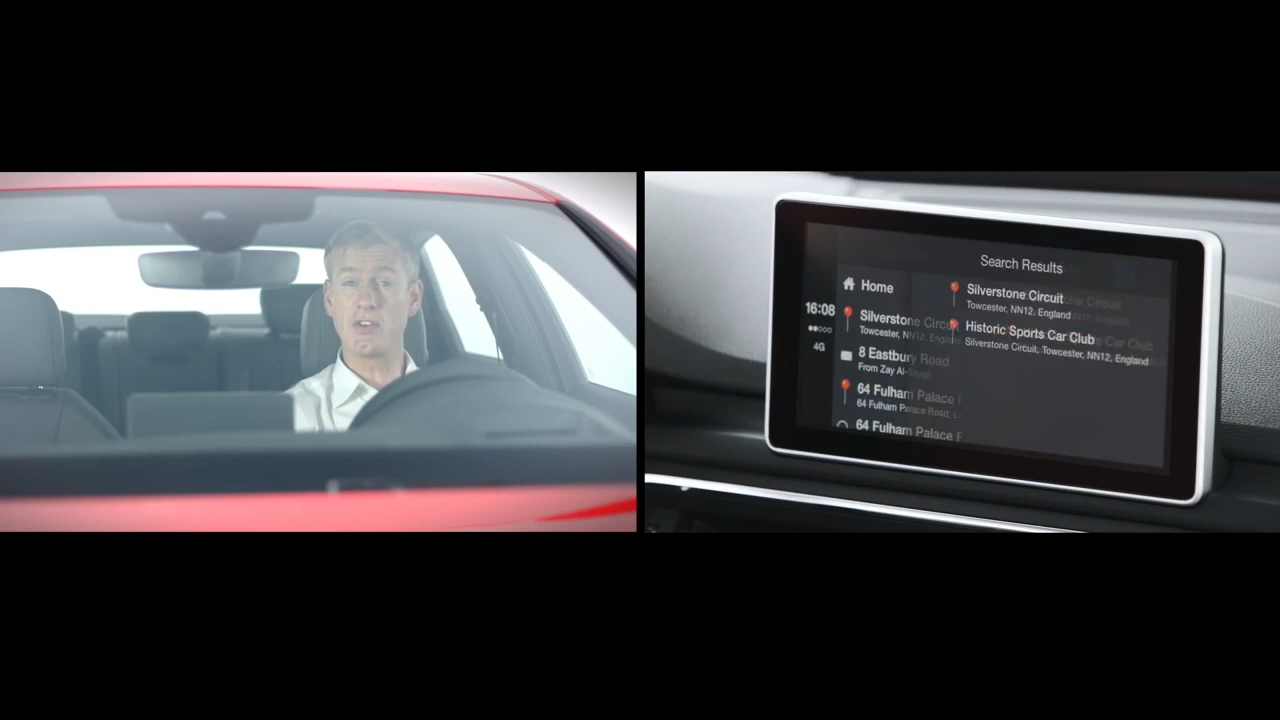 Search Results
Home
Silverstone Circuit
Towcester, NN12, England
8 Eastbury Road
From Zay Al-
64 Fulham Palace
64 Fulham Palace Road,
64 Fulham Palace
16:08
4G
Silverstone Circuit
Towcester, NN12, England
Historic Sports Car Club
Silverstone Circuit, Towcester, NN12, England